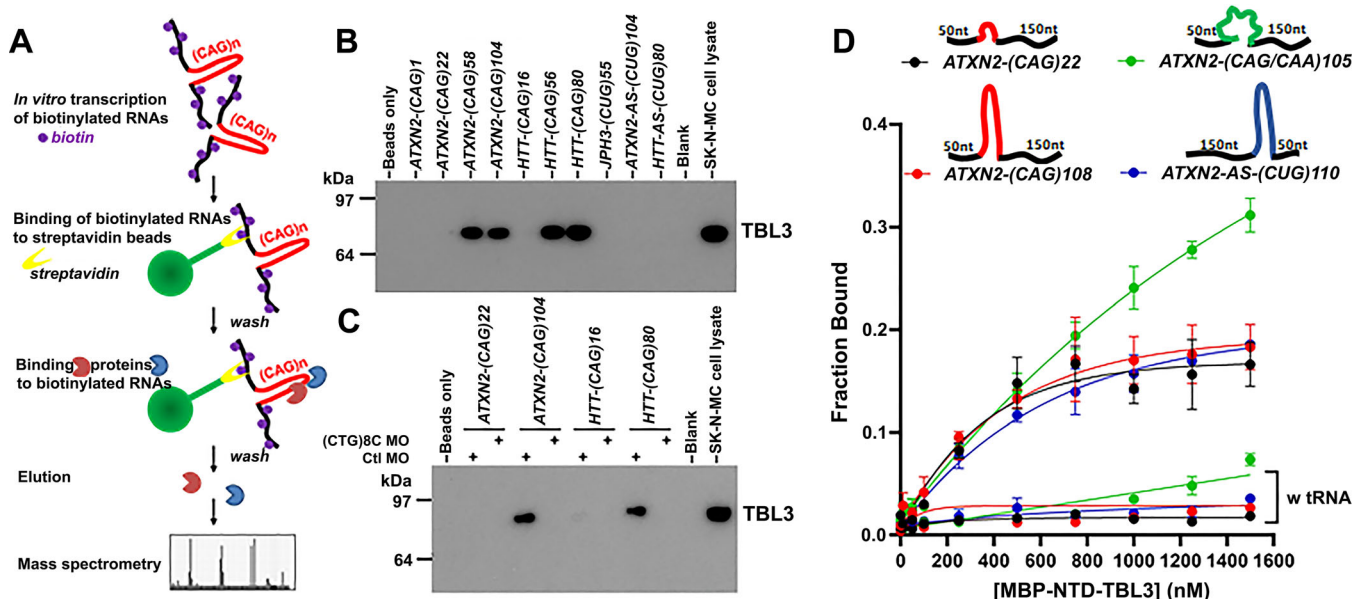 A
(CAG)n
In vitro transcription
of biotinylated RNAs
biotin
(CAG)n
Binding of biotinylated RNAs
to streptavidin beads
(CAG)n
streptavidin
wash
Binding proteins
to biotinylated RNAs
(CAG)n
wash
Elution
Mass spectrometry
B
–Beads only
–ATXN2-(CAG)1
–ATXN2-(CAG)22
–ATXN2-(CAG)58
–ATXN2-(CAG)104
–HTT-(CAG)16
–HTT-(CAG)56
–HTT-(CAG)80
–JPH3-(CUG)55
–ATXN2-AS-(CUG)104
–HTT-AS-(CUG)80
–Blank
–SK-N-MC cell lysate
kDa
97
64
TBL3
C
–Beads only
ATXN2-(CAG)22
ATXN2-(CAG)104
HTT-(CAG)16
HTT-(CAG)80
–Blank
–SK-N-MC cell lysate
(CTG)8C MO + + + +
Ctl MO + + + +
kDa
97
64
TBL3
D
50nt 150nt
ATXN2-(CAG)22
50nt 150nt
ATXN2-(CAG/CAA)105
50nt 150nt
ATXN2-(CAG)108
150nt 50nt
ATXN2-AS-(CUG)110
Fraction Bound
0.4
0.3
0.2
0.1
0.0
w tRNA
0 200 400 600 800 1000 1200 1400 1600
[MBP-NTD-TBL3] (nM)